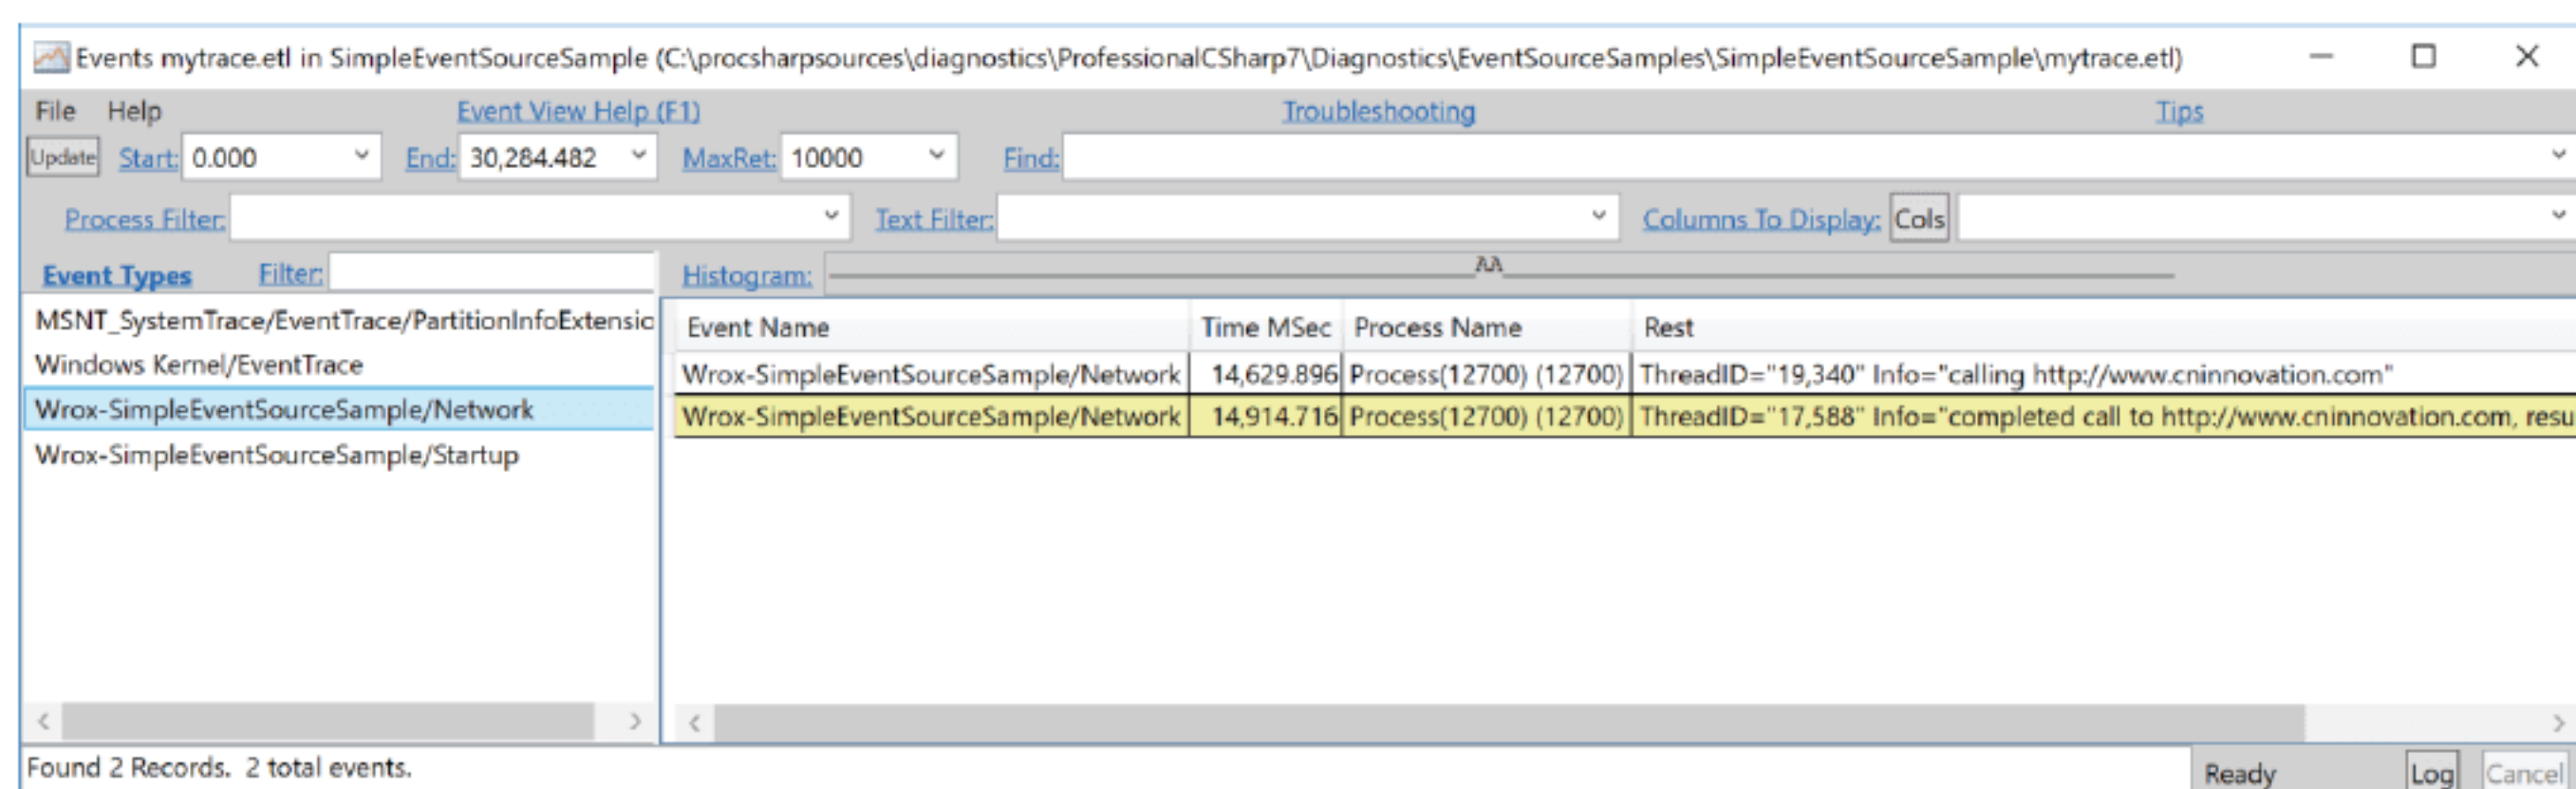 Events mytrace.etl in SimpleEventSourceSample (C:\procsharpsources\diagnostics\ProfessionalCSharp7\Diagnostics\EventSourceSamples\SimpleEventSourceSample\mytrace.etl)
File Help Event View Help (F1) Troubleshooting Tips
Update Start: 0.000 End: 30,284.482 MaxRet: 10000 Find:
Process Filter: Text Filter: Columns To Display: Cols
Event Types Filter: Histogram: AA
MSNT_SystemTrace/EventTrace/PartitionInfoExtensio
Windows Kernel/EventTrace
Wrox-SimpleEventSourceSample/Network
Wrox-SimpleEventSourceSample/Startup
Event Name Time MSec Process Name Rest
Wrox-SimpleEventSourceSample/Network 14,629.896 Process(12700) (12700) ThreadID="19,340" Info="calling http://www.cninnovation.com"
Wrox-SimpleEventSourceSample/Network 14,914.716 Process(12700) (12700) ThreadID="17,588" Info="completed call to http://www.cninnovation.com, resu
Found 2 Records. 2 total events. Ready Log Cancel